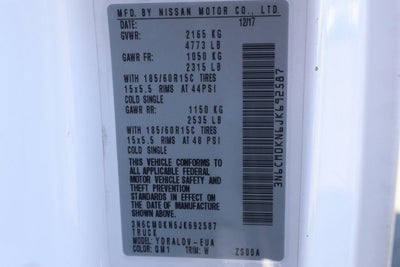 MFD. BY NISSAN MOTOR CO., LTD.
DATE: 12/17
GVWR: 2165 KG
4773 LB
GAWR FR: 1050 KG
2315 LB
WITH 185/60R15C TIRES
15x5.5 RIMS AT 44PSI
COLD SINGLE
GAWR RR: 1150 KG
2535 LB
WITH 185/60R15C TIRES
15x5.5 RIMS AT 48 PSI
COLD SINGLE
THIS VEHICLE CONFORMS TO
ALL APPLICABLE FEDERAL
MOTOR VEHICLE SAFETY AND
THEFT PREVENTION
STANDARDS IN EFFECT ON
THE DATE OF MANUFACTURE
SHOWN ABOVE.
3N6CM0KN6JK692587
TRUCK
MODEL: YDRALDV-EUA
COLOR: QM1 TRIM: W
3N6CM0KN6JK692587